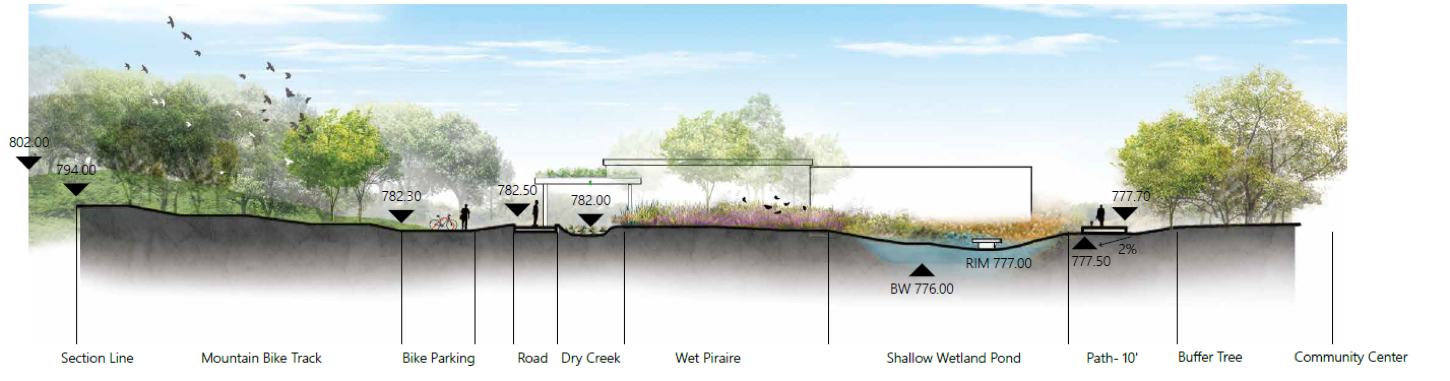 802.00
794.00
782.30
782.50
782.00
777.70
2%
777.50
RIM 777.00
BW 776.00
Section Line
Mountain Bike Track
Bike Parking
Road
Dry Creek
Wet Piraire
Shallow Wetland Pond
Path- 10'
Buffer Tree
Community Center